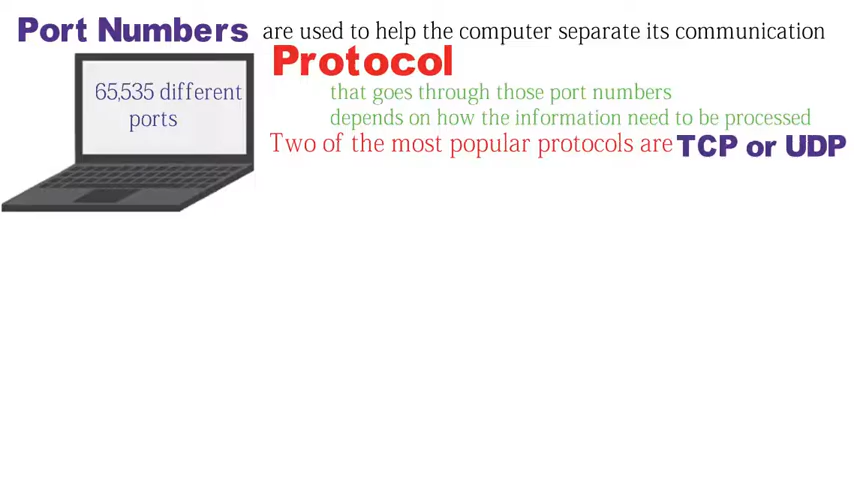 Port Numbers are used to help the computer separate its communication
Protocol
65,535 different
ports
that goes through those port numbers
depends on how the information need to be processed
Two of the most popular protocols are TCP or UDP